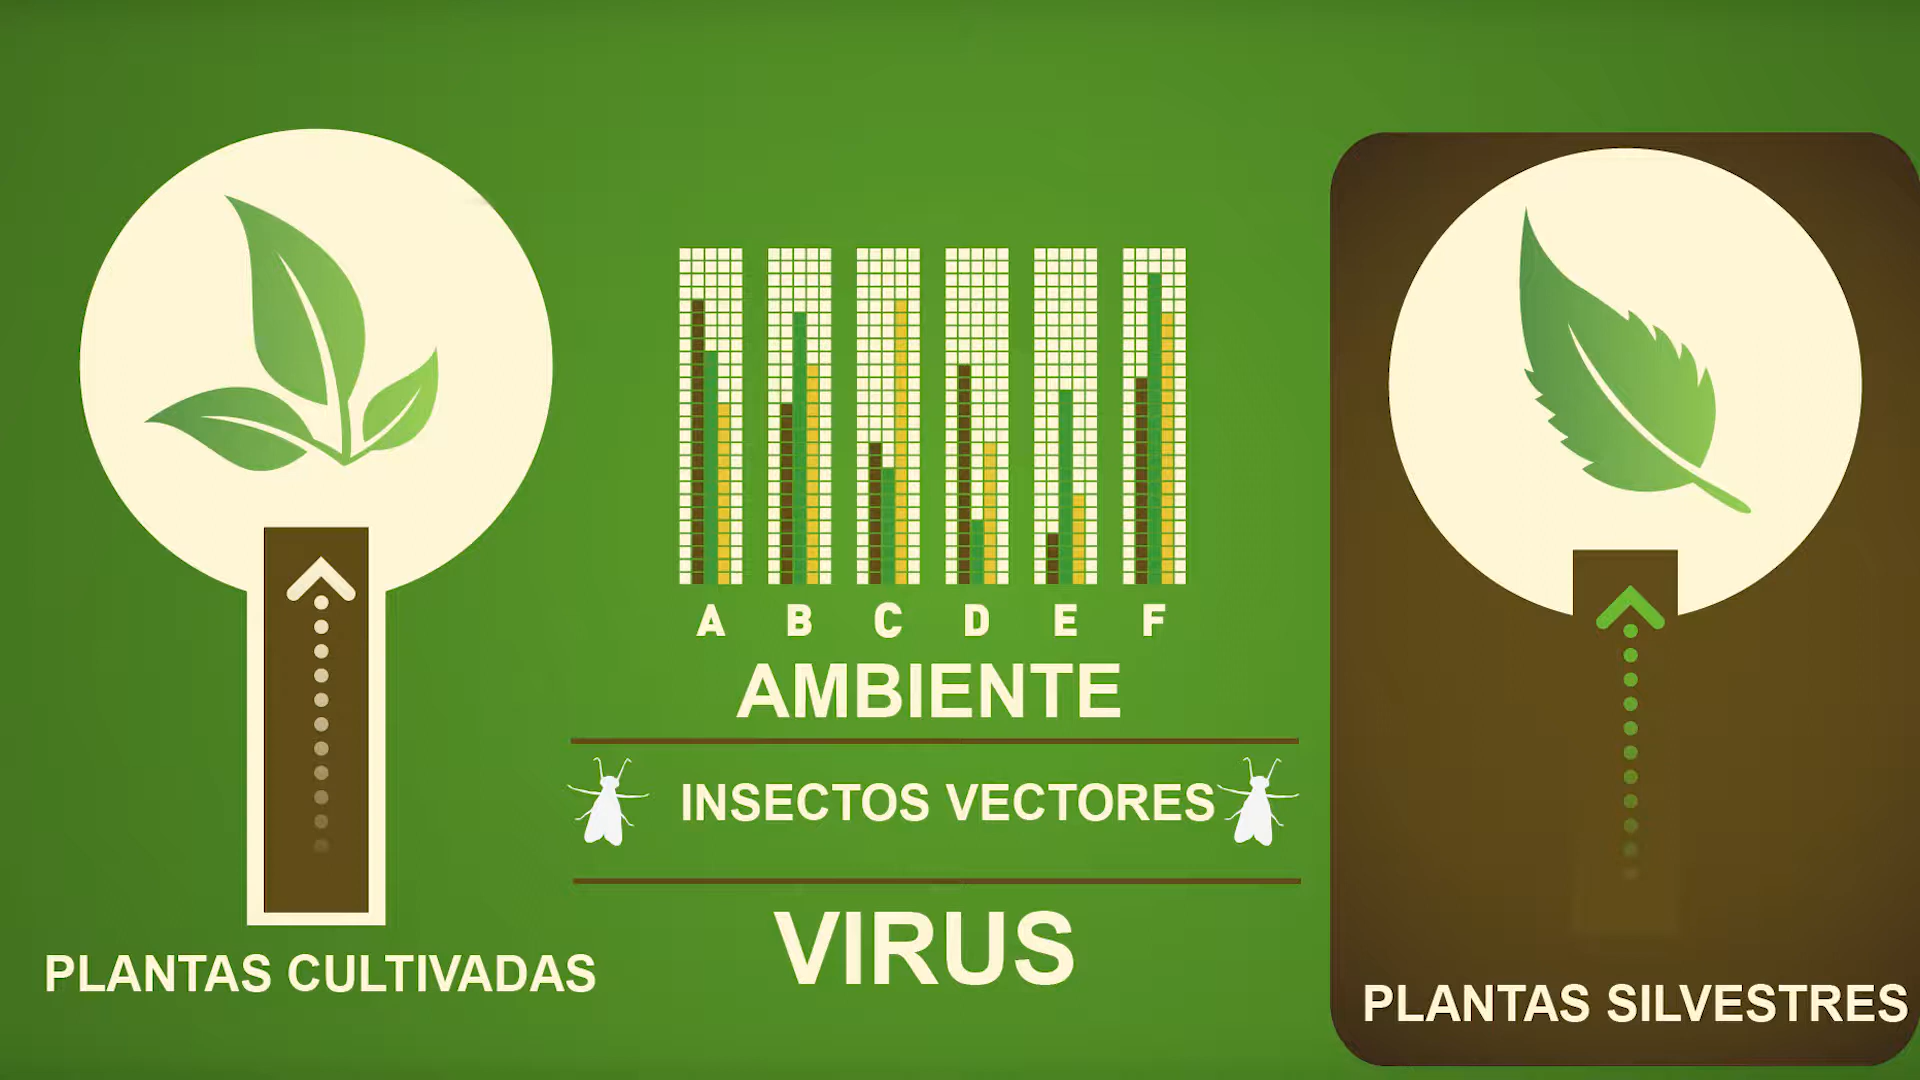 A B C D E F
AMBIENTE
INSECTOS VECTORES
VIRUS
PLANTAS CULTIVADAS
PLANTAS SILVESTRES